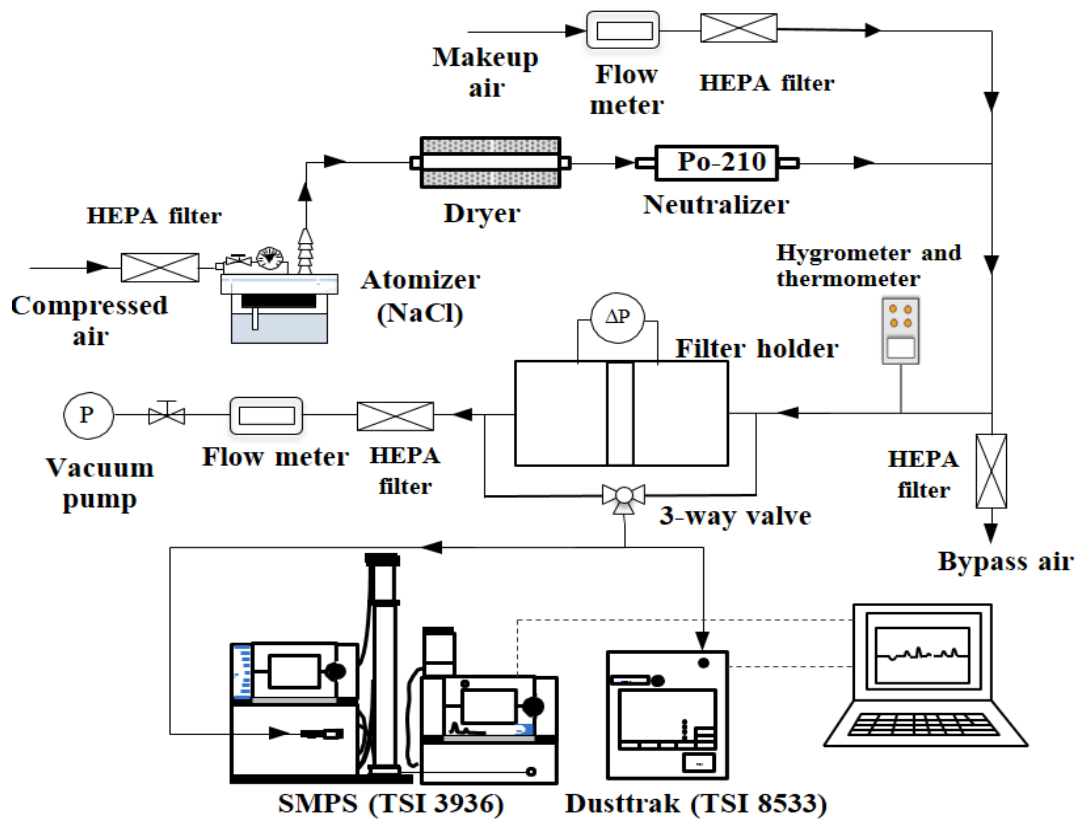 Makeup
air
Flow
meter
HEPA filter
HEPA filter
Dryer
Po-210
Neutralizer
Compressed
air
Atomizer
(NaCl)
Hygrometer and
thermometer
ΔP
Filter holder
P
Vacuum
pump
Flow meter
HEPA
filter
3-way valve
HEPA
filter
Bypass air
SMPS (TSI 3936)
Dusttrak (TSI 8533)